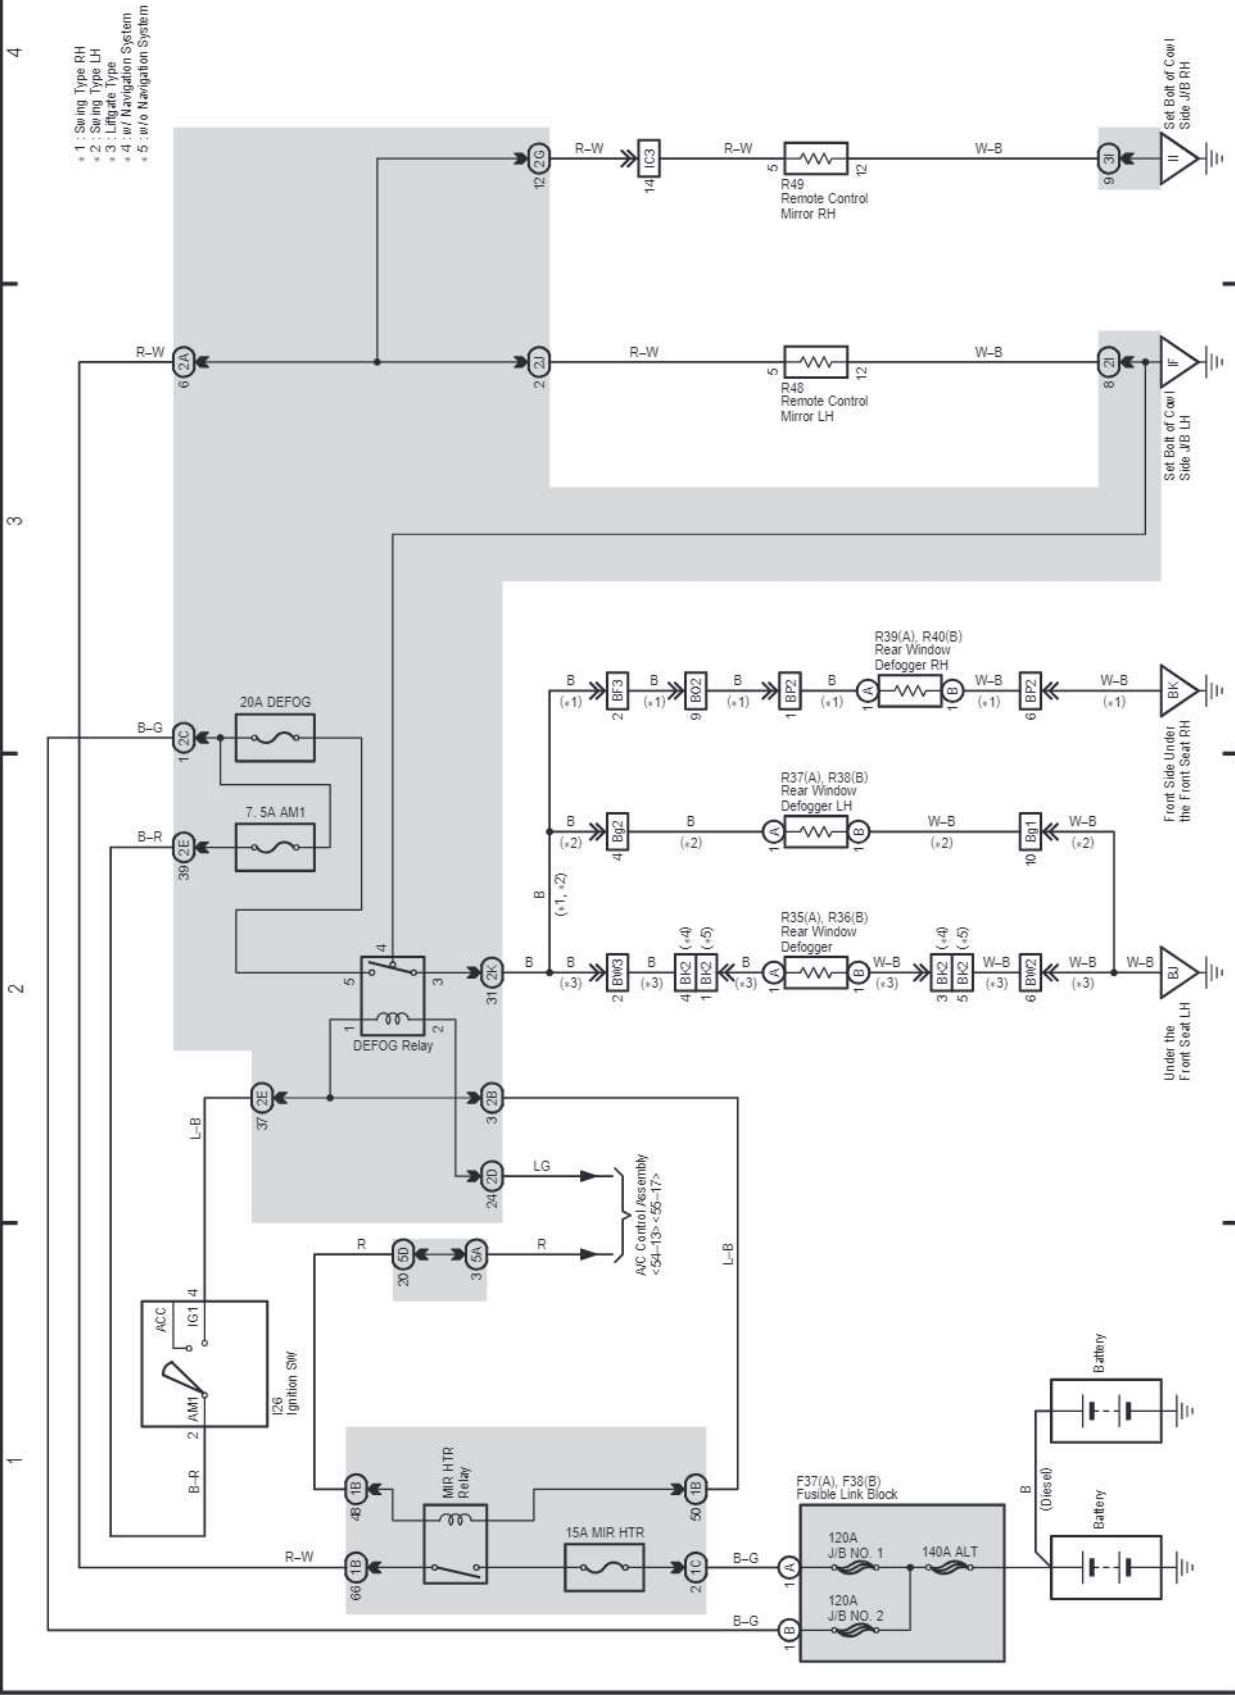 4
3
2
1
* 1 : Swing Type RH
* 2 : Swing Type LH
* 3 : Liftgate Type
* 4 : w/ Navigation System
* 5 : w/o Navigation System
R–W
6 2A
12 2G
R–W
14 IC3
R–W
5
12
R49
Remote Control
Mirror RH
W–B
9 3I
II
Set Bolt of Cowl
Side J/B RH
2 2J
R–W
5
12
R48
Remote Control
Mirror LH
W–B
8 2I
IF
Set Bolt of Cowl
Side J/B LH
B–G
1 2C
20A DEFOG
B–R
39 2E
7. 5A AM1
5
4
3
1
2
DEFOG Relay
31 2K
B
B
(*1, *2)
B
(*1)
2 BF3
B
(*1)
9 BO2
B
(*1)
1 BP2
B
(*1)
1 A
R39(A), R40(B)
Rear Window
Defogger RH
1 B
W–B
(*1)
6 BP2
W–B
(*1)
BK
Front Side Under
the Front Seat RH
B
(*2)
4 Bg2
B
(*2)
1 A
R37(A), R38(B)
Rear Window
Defogger LH
1 B
W–B
(*2)
10 Bg1
W–B
(*2)
B
(*3)
2 BW3
B
(*3)
4 BK2 (*4)
1 BK2 (*5)
B
(*3)
1 A
R35(A), R36(B)
Rear Window
Defogger
1 B
W–B
(*3)
3 BK2 (*4)
5 BK2 (*5)
W–B
(*3)
6 BW2
W–B
(*3)
W–B
BJ
Under the
Front Seat LH
L–B
37 2E
3 2B
24 2D
LG
R
20 5D
3 5A
R
A/C Control Assembly
<54–13> <55–17>
L–B
ACC
IG1 4
2 AM1
I26
Ignition SW
B–R
48 1B
MIR HTR
Relay
50 1B
R–W
66 1B
15A MIR HTR
2 1C
B–G
B–G
1 A
1 B
F37(A), F38(B)
Fusible Link Block
120A
J/B NO. 1
140A ALT
120A
J/B NO. 2
B
(Diesel)
Battery
Battery